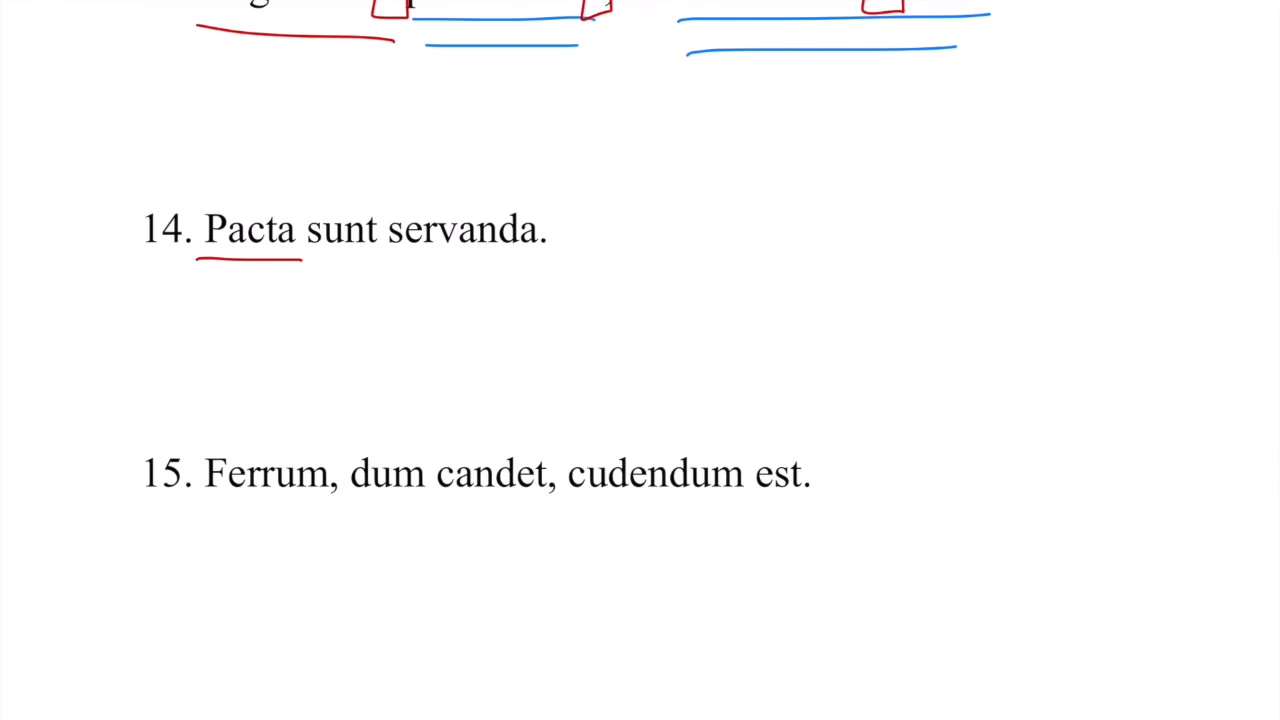 14. Pacta sunt servanda.
15. Ferrum, dum candet, cudendum est.